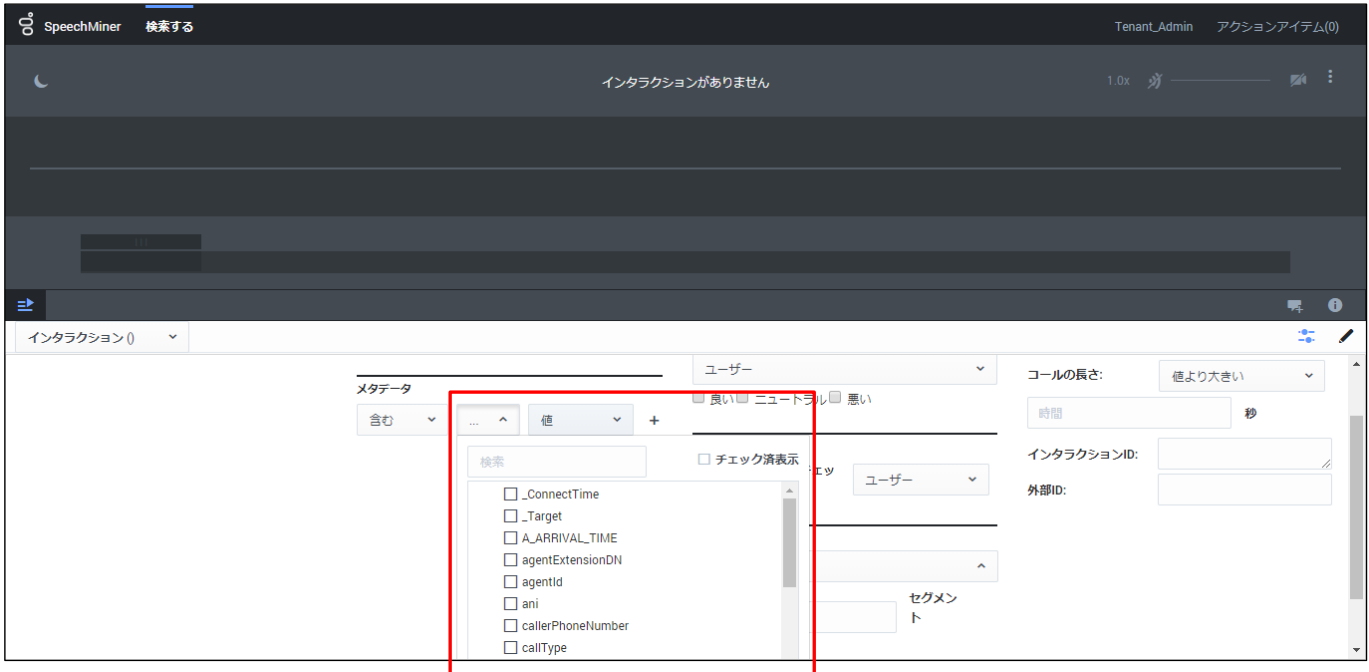 SpeechMiner 検索する Tenant_Admin アクションアイテム(0)
インタラクションがありません 1.0x
インタラクション ()
メタデータ
含む ... 値 +
検索 チェック済表示
_ConnectTime
_Target
A_ARRIVAL_TIME
agentExtensionDN
agentId
ani
callerPhoneNumber
callType
ユーザー
良い ニュートラル 悪い
ェッ ユーザー
セグメン
ト
コールの長さ: 値より大きい
時間 秒
インタラクションID:
外部ID: